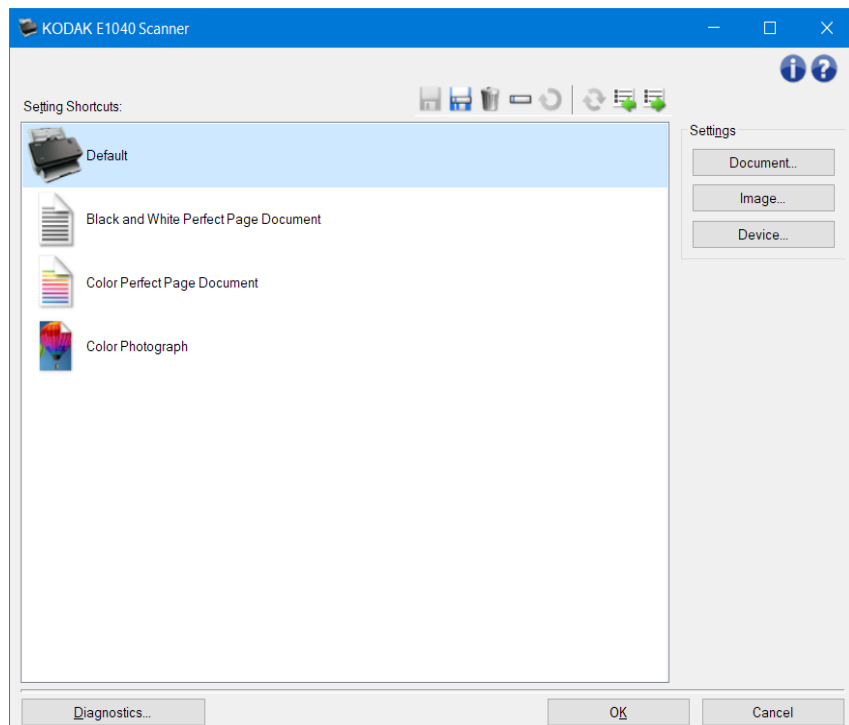 KODAK E1040 Scanner
Setting Shortcuts:
Default
Black and White Perfect Page Document
Color Perfect Page Document
Color Photograph
Settings
Document...
Image...
Device...
Diagnostics...
OK
Cancel